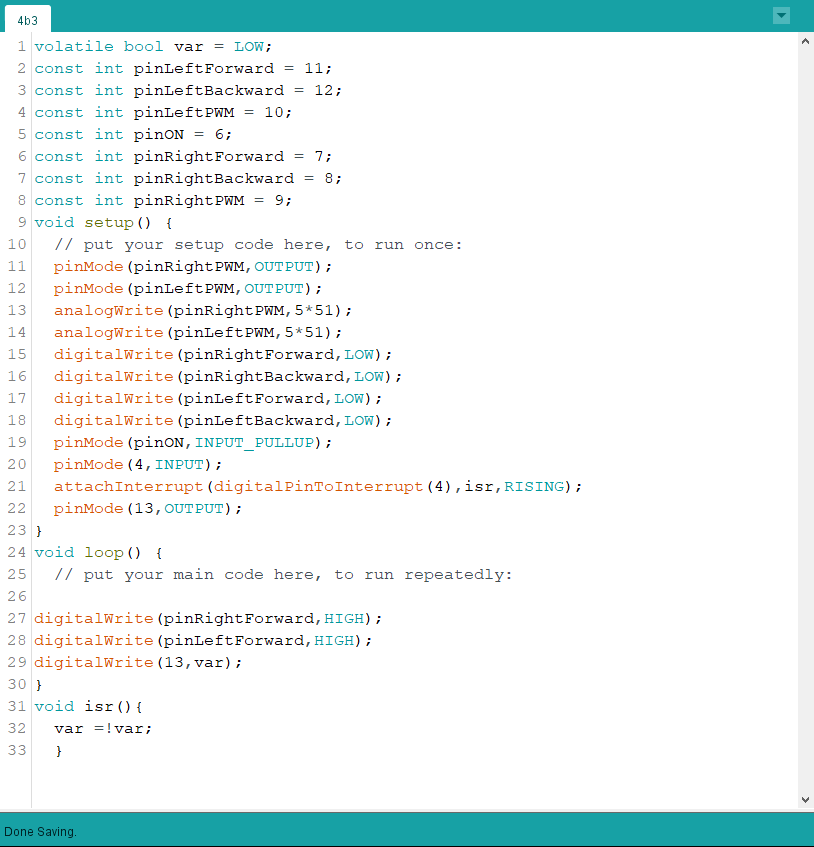 4b3
1 volatile bool var = LOW;
2 const int pinLeftForward = 11;
3 const int pinLeftBackward = 12;
4 const int pinLeftPWM = 10;
5 const int pinON = 6;
6 const int pinRightForward = 7;
7 const int pinRightBackward = 8;
8 const int pinRightPWM = 9;
9 void setup() {
10   // put your setup code here, to run once:
11   pinMode(pinRightPWM,OUTPUT);
12   pinMode(pinLeftPWM,OUTPUT);
13   analogWrite(pinRightPWM,5*51);
14   analogWrite(pinLeftPWM,5*51);
15   digitalWrite(pinRightForward,LOW);
16   digitalWrite(pinRightBackward,LOW);
17   digitalWrite(pinLeftForward,LOW);
18   digitalWrite(pinLeftBackward,LOW);
19   pinMode(pinON,INPUT_PULLUP);
20   pinMode(4,INPUT);
21   attachInterrupt(digitalPinToInterrupt(4),isr,RISING);
22   pinMode(13,OUTPUT);
23 }
24 void loop() {
25   // put your main code here, to run repeatedly:
26
27 digitalWrite(pinRightForward,HIGH);
28 digitalWrite(pinLeftForward,HIGH);
29 digitalWrite(13,var);
30 }
31 void isr(){
32   var =!var;
33   }
Done Saving.